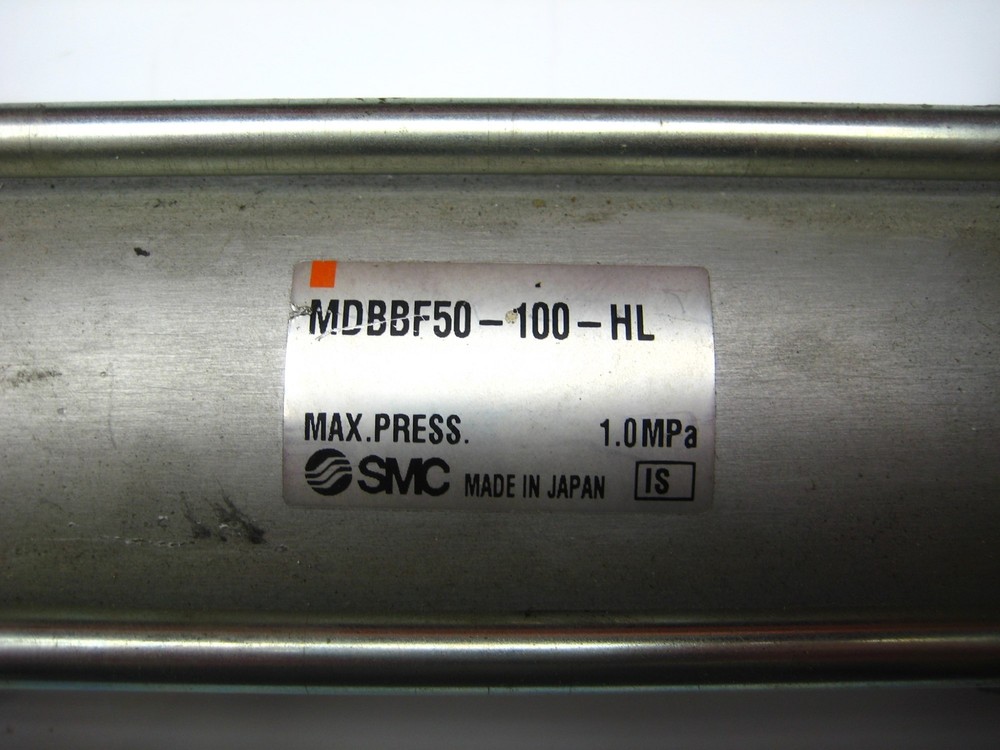 MDBBF50-100-HL
MAX.PRESS. 1.0MPa
SMC MADE IN JAPAN IS